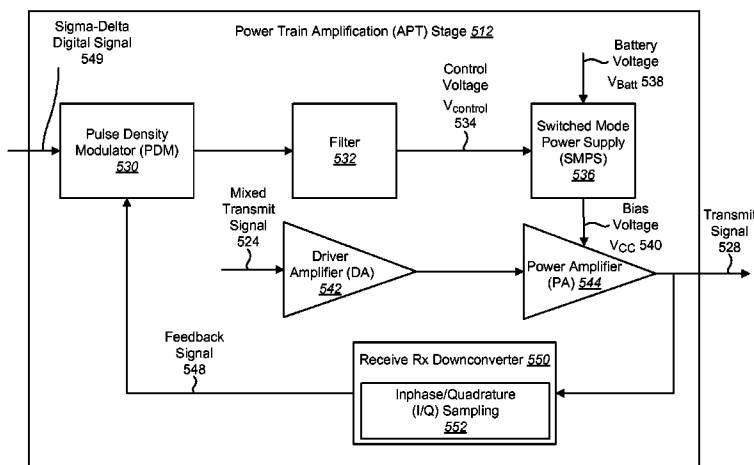 Sigma-Delta
Digital Signal
549
Power Train Amplification (APT) Stage 512
Control
Voltage
Vcontrol
534
Battery
Voltage
VBatt 538
Pulse Density
Modulator (PDM)
530
Filter
532
Switched Mode
Power Supply
(SMPS)
536
Mixed
Transmit
Signal
524
Driver
Amplifier (DA)
542
Bias
Voltage
VCC 540
Power Amplifier
(PA) 544
Transmit
Signal
528
Feedback
Signal
548
Receive Rx Downconverter 550
Inphase/Quadrature
(I/Q) Sampling
552